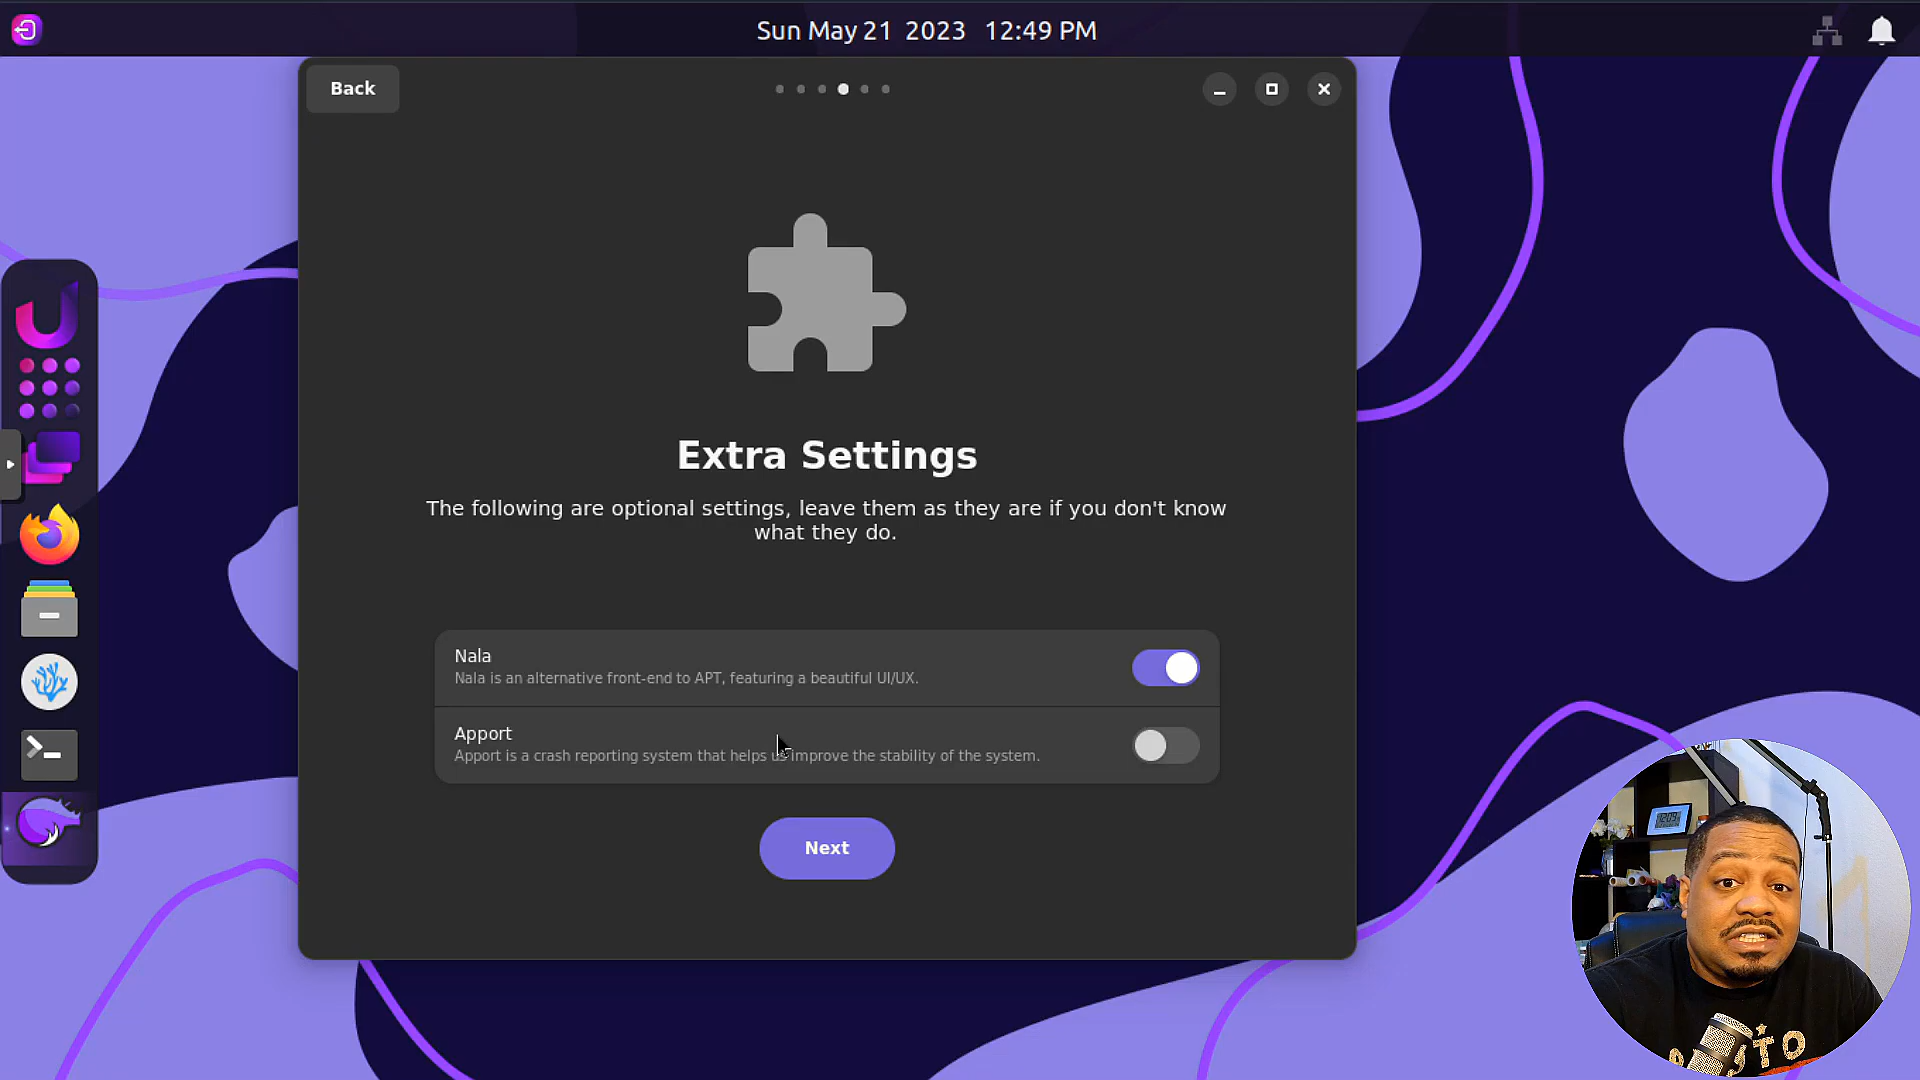 Sun May 21 2023 12:49 PM
Back
Extra Settings
The following are optional settings, leave them as they are if you don't know
what they do.
Nala
Nala is an alternative front-end to APT, featuring a beautiful UI/UX.
Apport
Apport is a crash reporting system that helps us improve the stability of the system.
Next